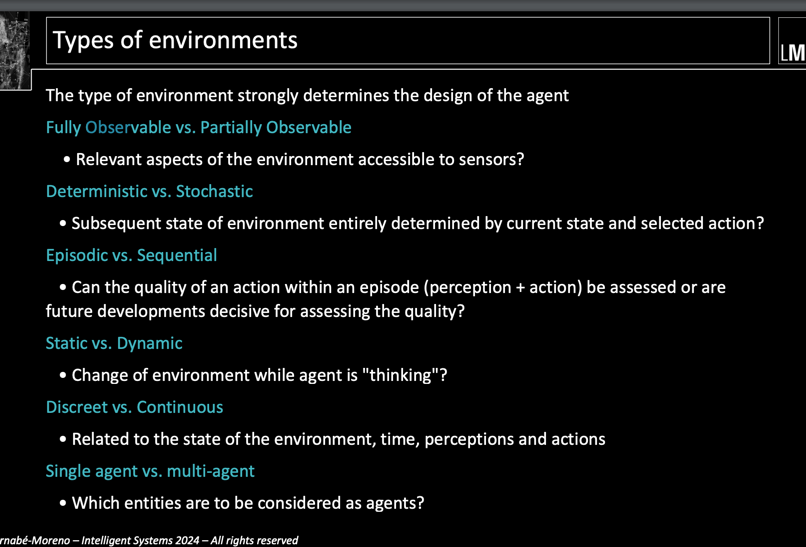 Types of environments
LM
The type of environment strongly determines the design of the agent
Fully Observable vs. Partially Observable
• Relevant aspects of the environment accessible to sensors?
Deterministic vs. Stochastic
• Subsequent state of environment entirely determined by current state and selected action?
Episodic vs. Sequential
• Can the quality of an action within an episode (perception + action) be assessed or are
future developments decisive for assessing the quality?
Static vs. Dynamic
• Change of environment while agent is "thinking"?
Discreet vs. Continuous
• Related to the state of the environment, time, perceptions and actions
Single agent vs. multi-agent
• Which entities are to be considered as agents?
rnabé-Moreno – Intelligent Systems 2024 – All rights reserved